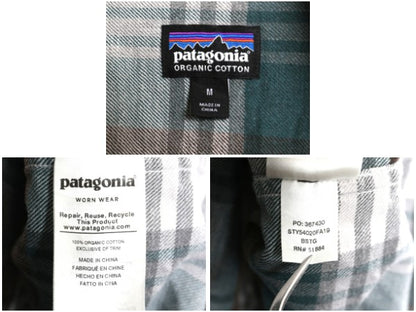 patagonia
ORGANIC COTTON
M
MADE IN
CHINA
patagonia®
WORN WEAR
Repair, Reuse, Recycle
This Product
www.patagonia.com
100% ORGANIC COTTON
EXCLUSIVE OF TRIM
MADE IN CHINA
FABRIQUÉ EN CHINE
HECHO EN CHINA
FATTO IN CINA
PO: 367430
STY54020FA19
BSTG
RN# 51884